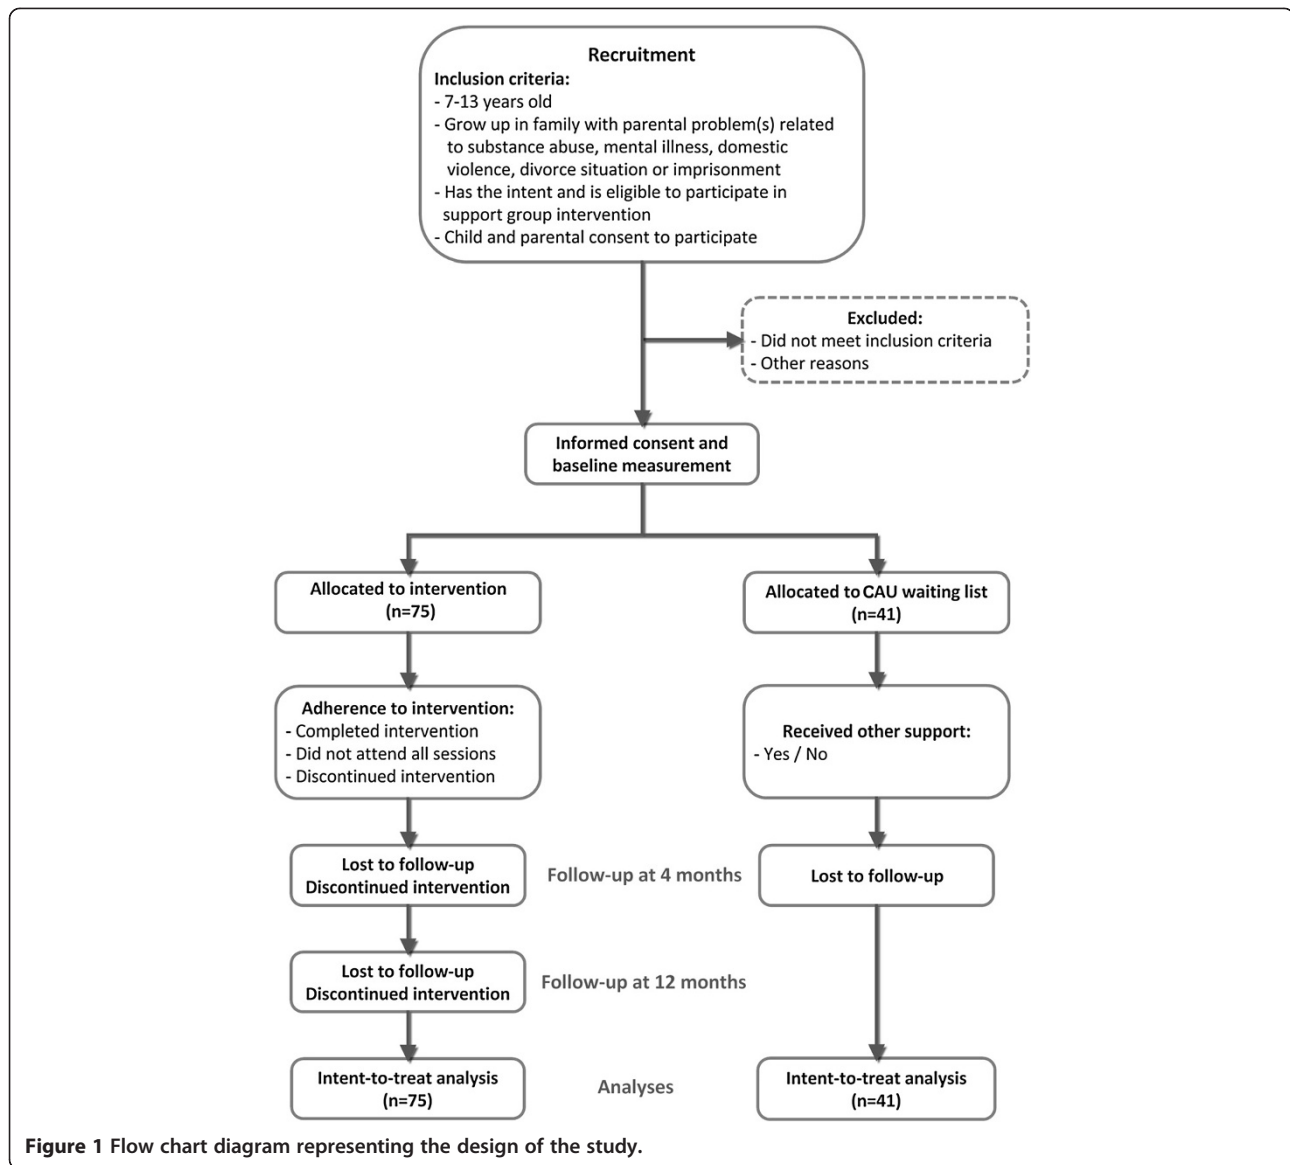 Recruitment
Inclusion criteria:
- 7-13 years old
- Grow up in family with parental problem(s) related
to substance abuse, mental illness, domestic
violence, divorce situation or imprisonment
- Has the intent and is eligible to participate in
support group intervention
- Child and parental consent to participate
Excluded:
- Did not meet inclusion criteria
- Other reasons
Informed consent and
baseline measurement
Allocated to intervention
(n=75)
Allocated to CAU waiting list
(n=41)
Adherence to intervention:
- Completed intervention
- Did not attend all sessions
- Discontinued intervention
Received other support:
- Yes / No
Lost to follow-up
Discontinued intervention
Follow-up at 4 months
Lost to follow-up
Lost to follow-up
Discontinued intervention
Follow-up at 12 months
Intent-to-treat analysis
(n=75)
Analyses
Intent-to-treat analysis
(n=41)
Figure 1 Flow chart diagram representing the design of the study.